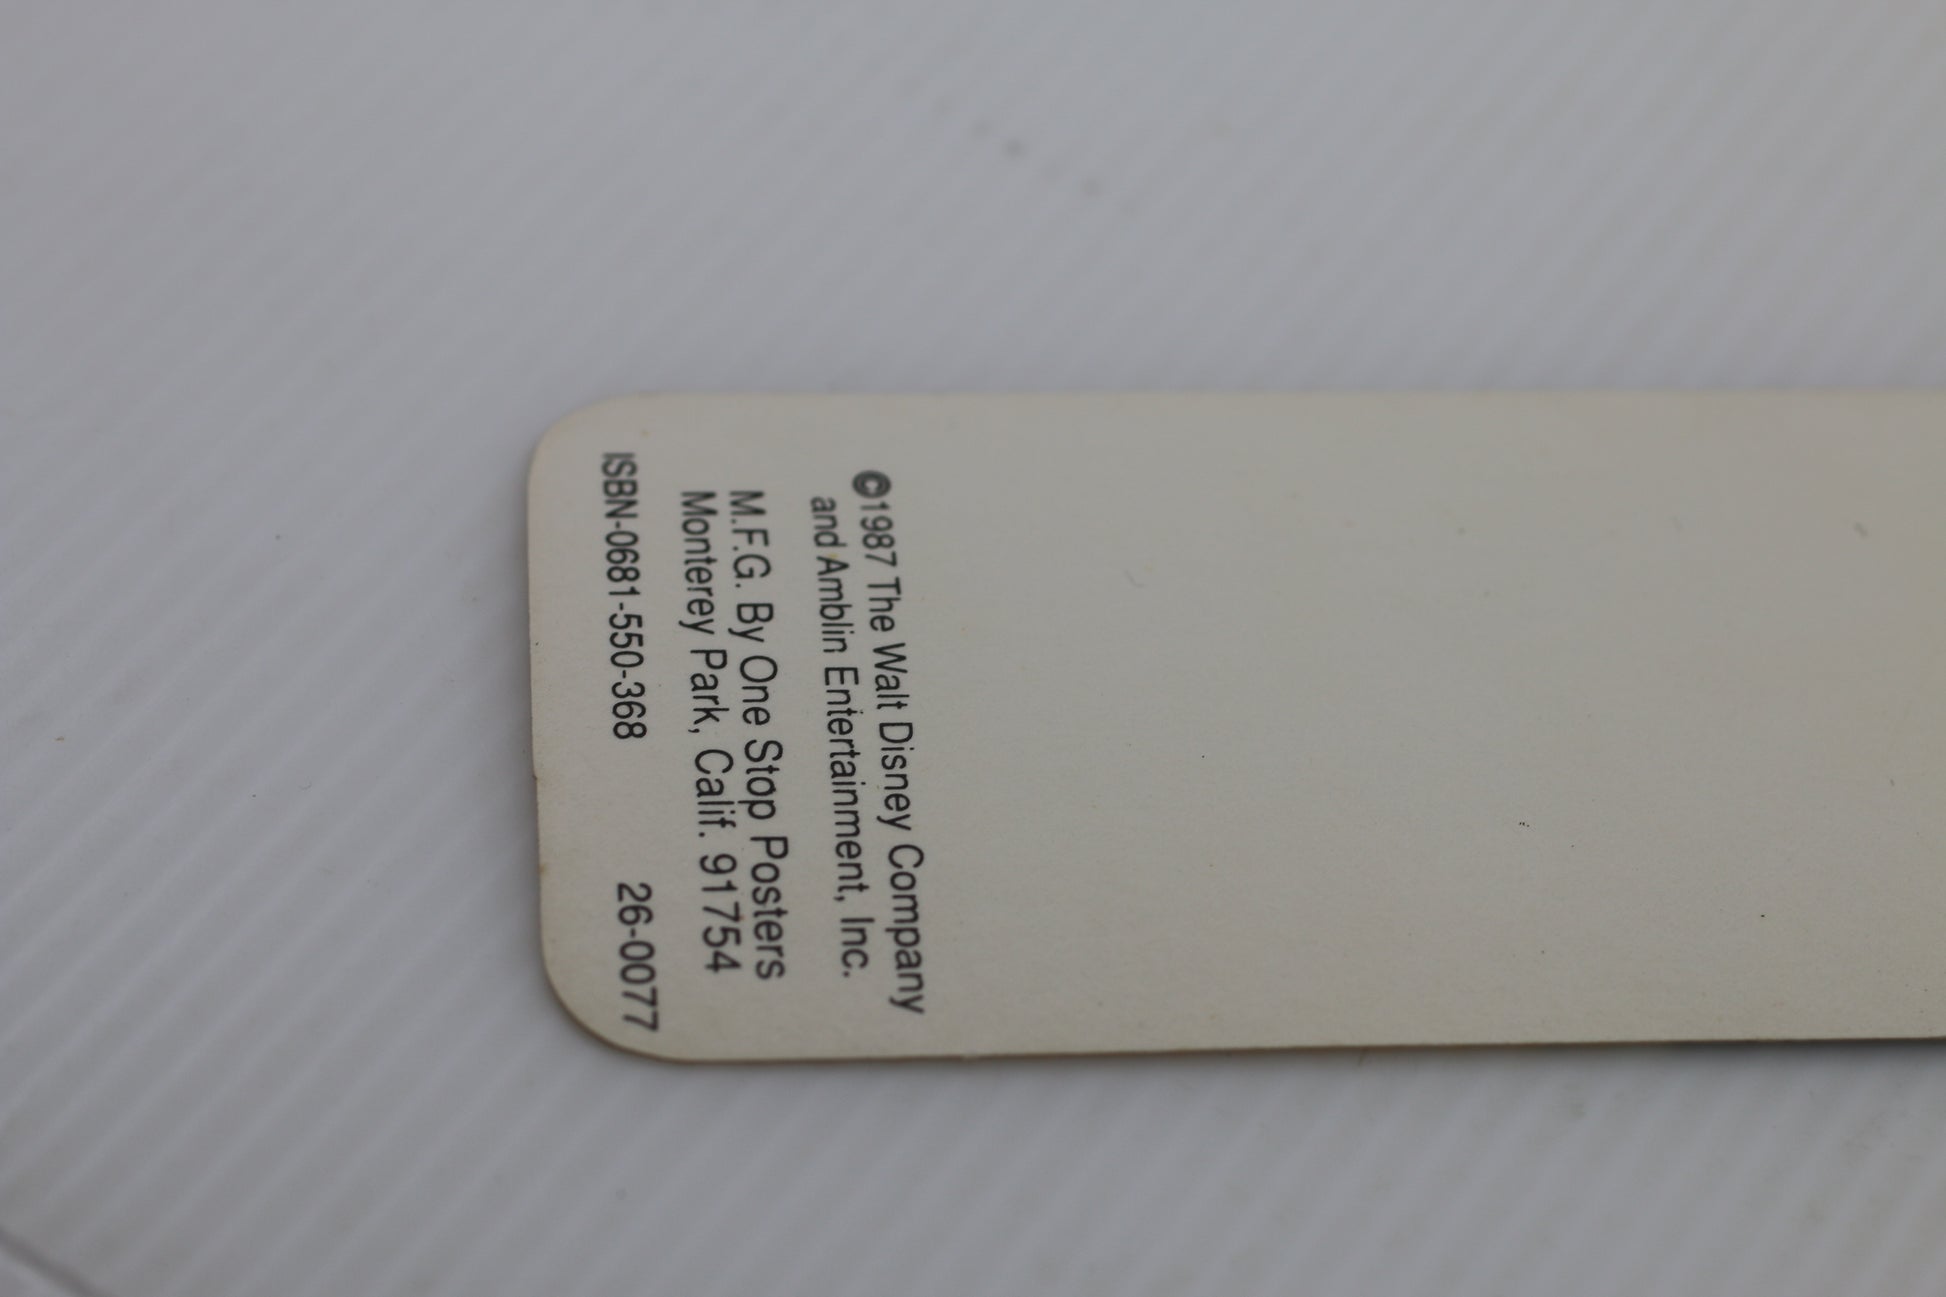 ©1987 The Walt Disney Company
and Amblin Entertainment, Inc.
M.F.G. By One Stop Posters
Monterey Park, Calif. 91754
ISBN-0681-550-368 26-0077